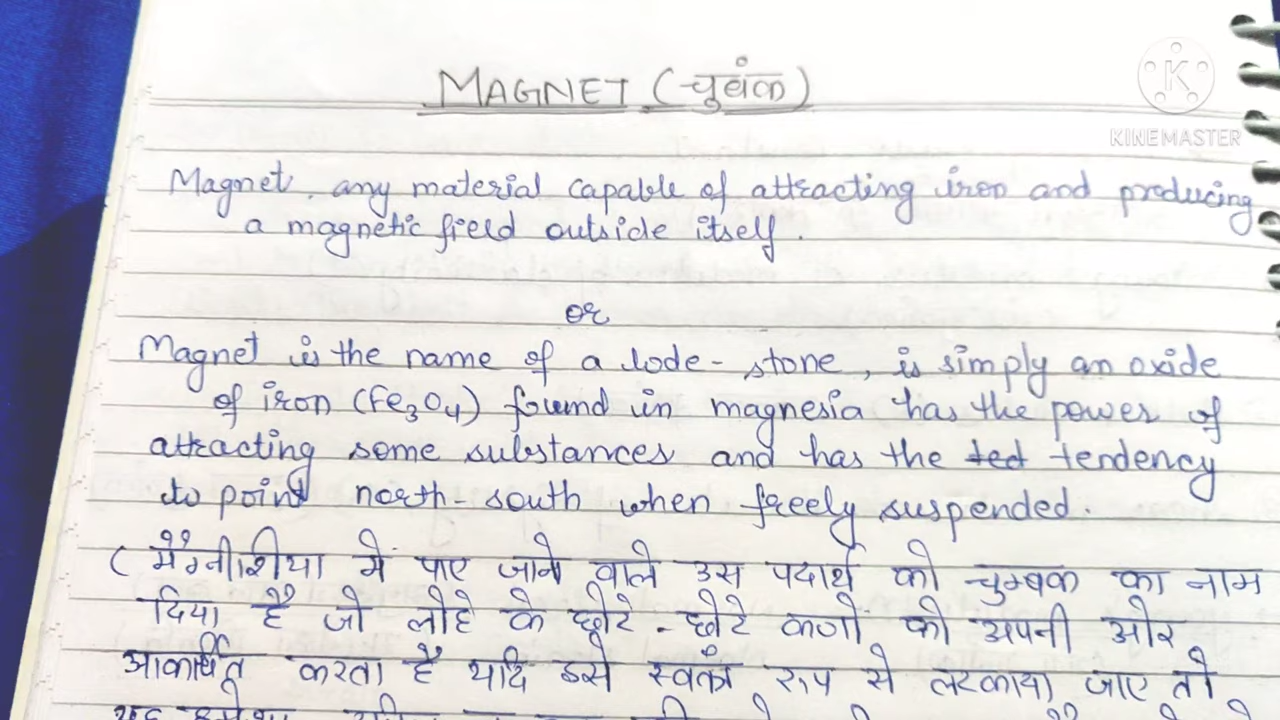 MAGNET (चुवंक)
KINEMASTER
Magnet, any material capable of attracting iron and producing
a magnetic field outside itself.
or
Magnet is the name of a lode-stone, is simply an oxide
of iron (Fe3O4) found in magnesia has the power of
attracting some substances and has the ted tendency
to point north-south when freely suspended.
( मैग्नीशिया मे पाए जाने वाले उस पदार्थ को चुम्बक का नाम
दिया है जो लोहे के छोटे-छोटे कणो को अपनी ओर
आकर्षित करता है यदि इसे रूप से लटकाया जाए तो
यह हमेशा